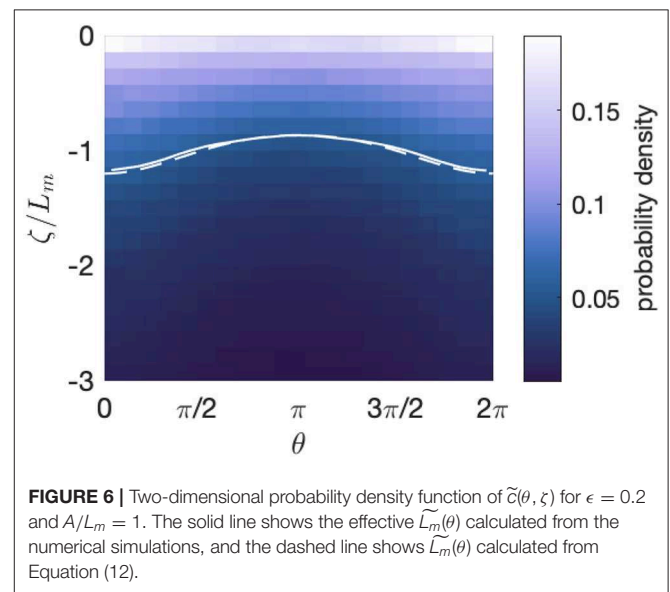 0
-1
-2
-3
ζ/L_m
0
π/2
π
3π/2
2π
θ
0.15
0.1
0.05
probability density
FIGURE 6 | Two-dimensional probability density function of c̃(θ, ζ) for ϵ = 0.2
and A/L_m = 1. The solid line shows the effective L̃_m(θ) calculated from the
numerical simulations, and the dashed line shows L̃_m(θ) calculated from
Equation (12).